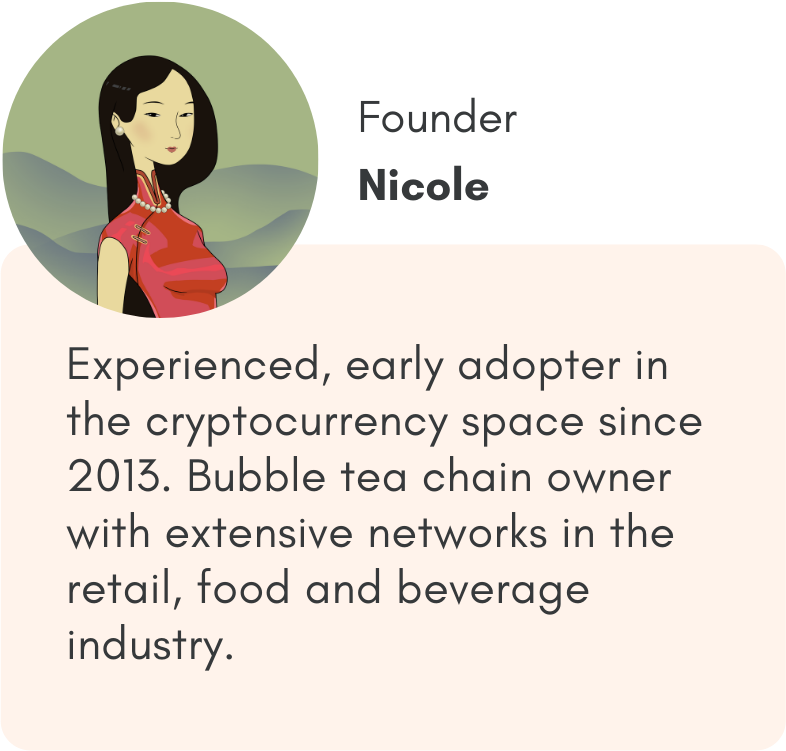 Founder
Nicole
Experienced, early adopter in
the cryptocurrency space since
2013. Bubble tea chain owner
with extensive networks in the
retail, food and beverage
industry.